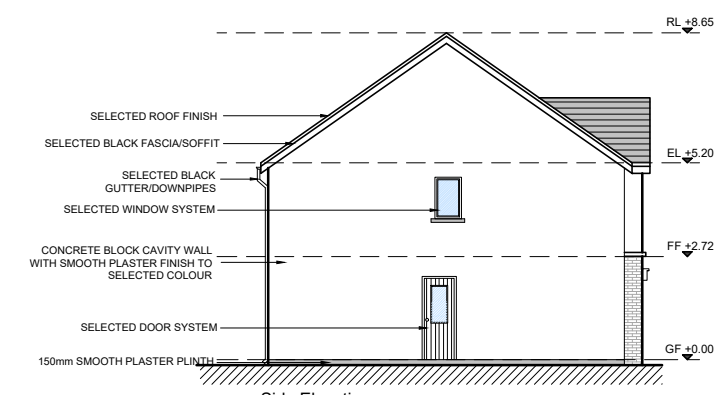 RL +8.65
SELECTED ROOF FINISH
SELECTED BLACK FASCIA/SOFFIT
EL +5.20
SELECTED BLACK
GUTTER/DOWNPIPES
SELECTED WINDOW SYSTEM
CONCRETE BLOCK CAVITY WALL
WITH SMOOTH PLASTER FINISH TO
SELECTED COLOUR
FF +2.72
SELECTED DOOR SYSTEM
GF +0.00
150mm SMOOTH PLASTER PLINTH
Side